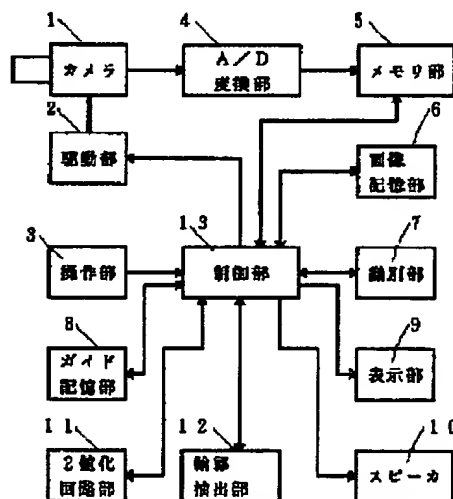 1
カメラ
4
A/D
変換部
5
メモリ部
2
駆動部
6
画像
記憶部
3
操作部
13
制御部
7
識別部
8
ガイド
記憶部
9
表示部
11
2値化
回路部
12
輪郭
抽出部
10
スピーカ